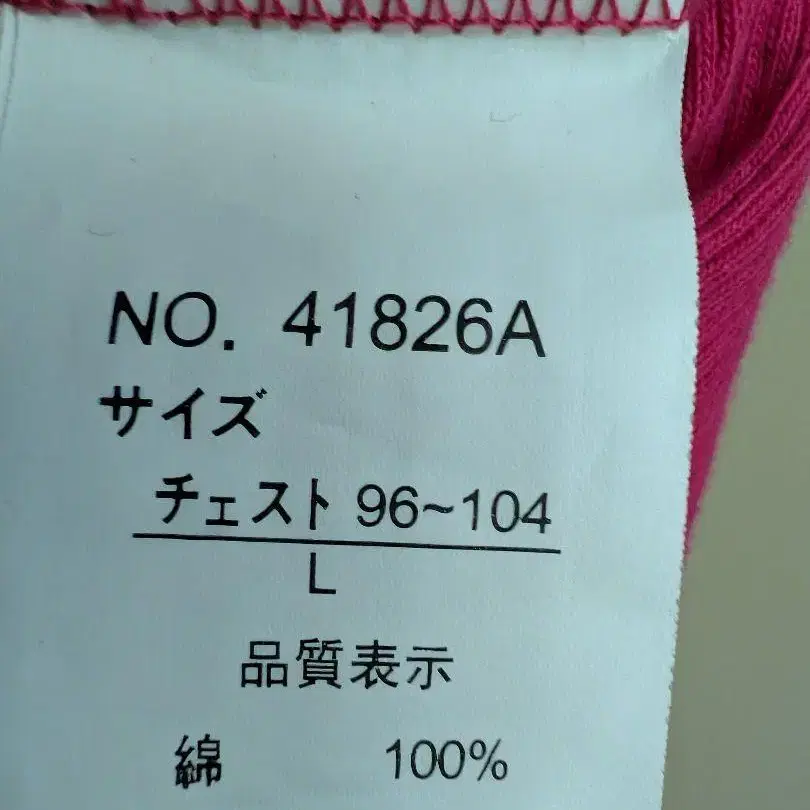 NO. 41826A
サイズ
チェスト 96~104
L
品質表示
綿 100%